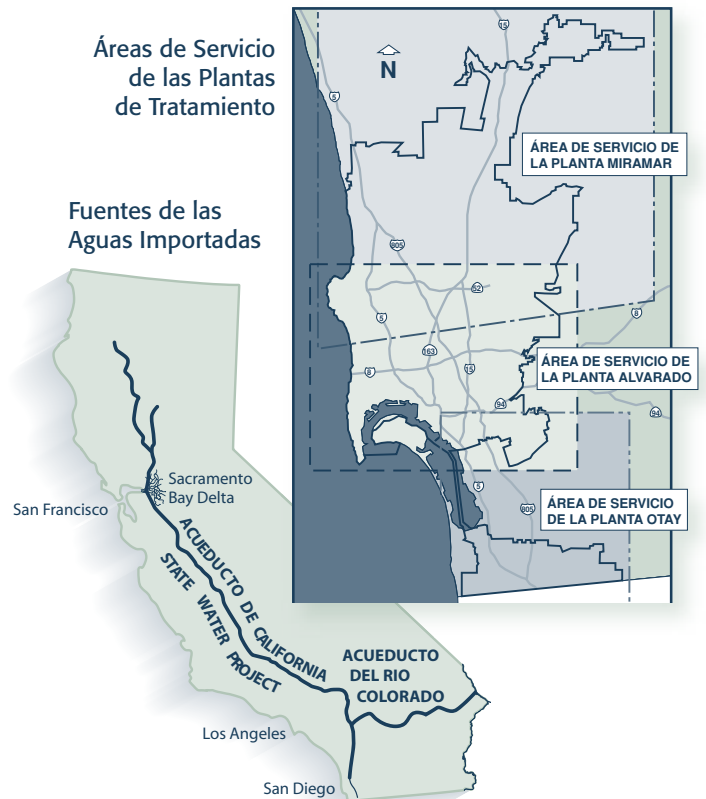 Áreas de Servicio
de las Plantas
de Tratamiento
Fuentes de las
Aguas Importadas
N
15
5
805
52
5
163
8
15
8
94
94
5
805
ÁREA DE SERVICIO DE
LA PLANTA MIRAMAR
ÁREA DE SERVICIO DE
LA PLANTA ALVARADO
ÁREA DE SERVICIO
DE LA PLANTA OTAY
Sacramento
Bay Delta
San Francisco
ACUEDUCTO DE CALIFORNIA
STATE WATER PROJECT
ACUEDUCTO
DEL RIO
COLORADO
Los Angeles
San Diego